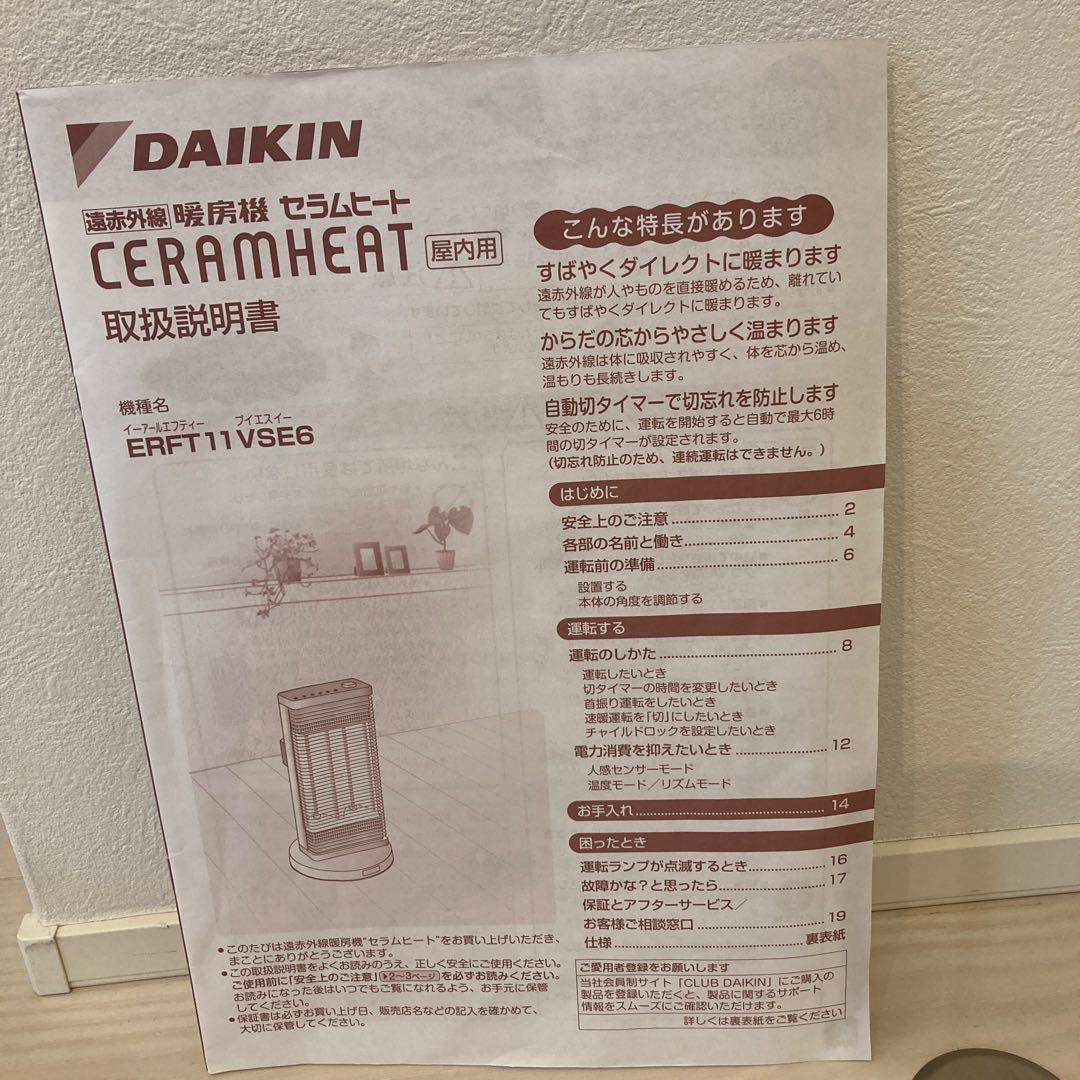 DAIKIN
遠赤外線 暖房機 セラムヒート
CERAMHEAT 屋内用
取扱説明書
機種名
イーアールエフティー ブイエスイー
ERFT11VSE6
こんな特長があります
すばやくダイレクトに暖まります
遠赤外線が人やものを直接暖めるため、離れてい
てもすばやくダイレクトに暖まります。
からだの芯からやさしく温まります
遠赤外線は体に吸収されやすく、体を芯から温め、
温もりも長続きします。
自動切タイマーで切忘れを防止します
安全のために、運転を開始すると自動で最大6時
間の切タイマーが設定されます。
(切忘れ防止のため、連続運転はできません。)
はじめに
安全上のご注意 2
各部の名前と働き 4
運転前の準備 6
設置する
本体の角度を調節する
運転する
運転のしかた 8
運転したいとき
切タイマーの時間を変更したいとき
首振り運転をしたいとき
速暖運転を「切」にしたいとき
チャイルドロックを設定したいとき
電力消費を抑えたいとき 12
人感センサーモード
温度モード/リズムモード
お手入れ 14
困ったとき
運転ランプが点滅するとき 16
故障かな?と思ったら 17
保証とアフターサービス/
お客様ご相談窓口 19
仕様 裏表紙
ご愛用者登録をお願いします
当社会員制サイト「CLUB DAIKIN」にご購入の
製品を登録いただくと、製品に関するサポート
情報をスムーズにご確認いただけます。
詳しくは裏表紙をご覧ください
●このたびは遠赤外線暖房機“セラムヒート”をお買い上げいただき、
まことにありがとうございます。
●この取扱説明書をよくお読みのうえ、正しく安全にご使用ください。
ご使用前に「安全上のご注意」(▶2~3ページ)を必ずお読みください。
お読みになった後はいつでもご覧になれるよう、お手元に保管
してください。
●保証書は必ずお買い上げ日、販売店名などの記入を確かめて、
大切に保管してください。